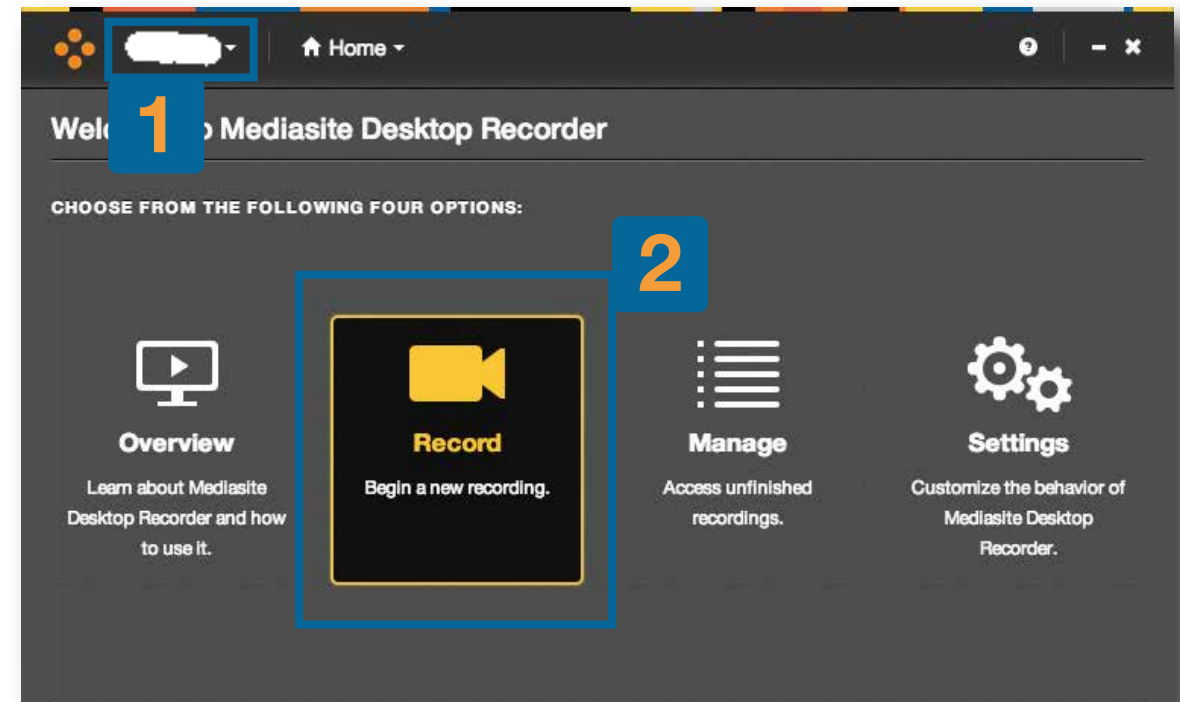 Home
1
Wel o Mediasite Desktop Recorder
CHOOSE FROM THE FOLLOWING FOUR OPTIONS:
2
Overview
Learn about Mediasite
Desktop Recorder and how
to use it.
Record
Begin a new recording.
Manage
Access unfinished
recordings.
Settings
Customize the behavior of
Mediasite Desktop
Recorder.